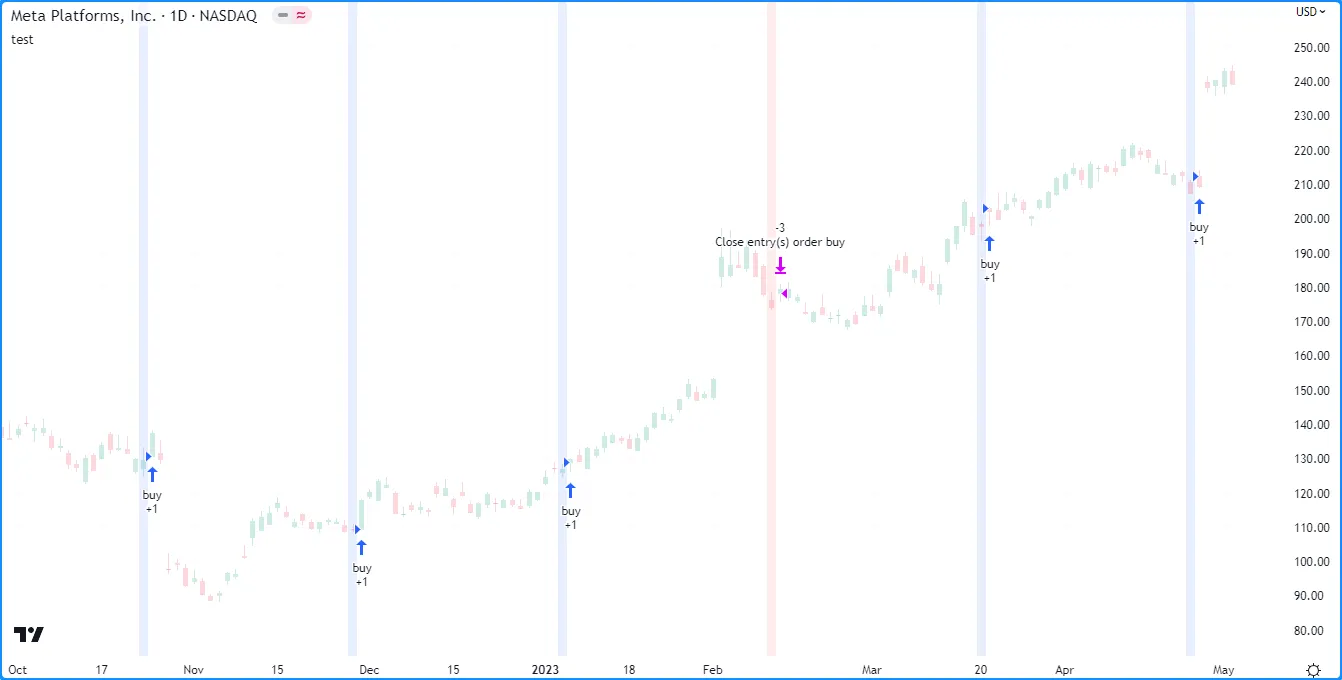 Meta Platforms, Inc. · 1D · NASDAQ
USD
test
250.00
240.00
230.00
220.00
210.00
200.00
190.00
180.00
170.00
160.00
150.00
140.00
130.00
120.00
110.00
100.00
90.00
80.00
buy
+1
buy
+1
buy
+1
-3
Close entry(s) order buy
buy
+1
buy
+1
Oct 17 Nov 15 Dec 15 2023 18 Feb Mar 20 Apr May